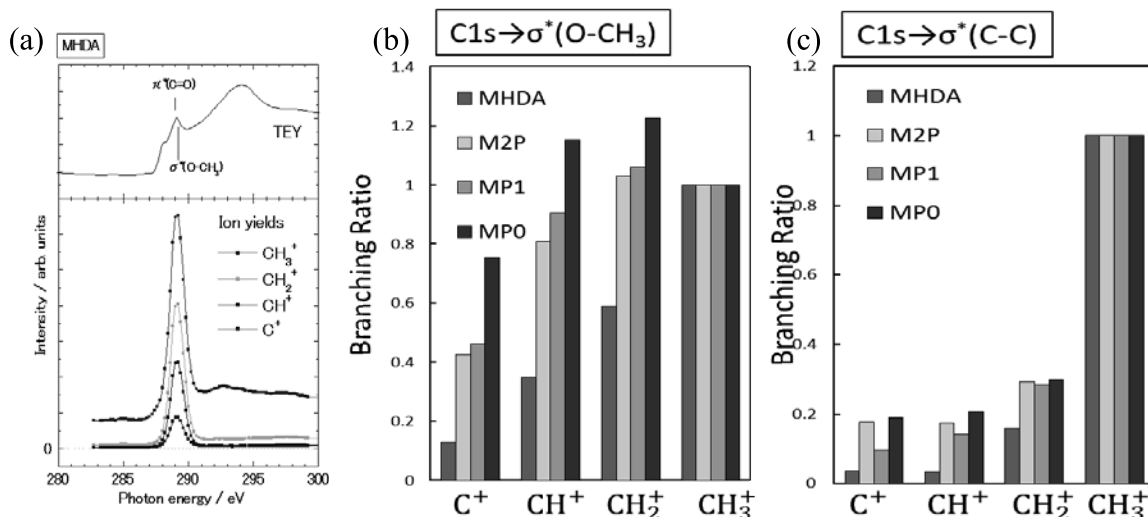 (a)
MHDA
π*(C=O)
TEY
σ*(O-CH₃)
Ion yields
CH₃⁺
CH₂⁺
CH⁺
C⁺
Intensity / arb. units
0
280 285 290 295 300
Photon energy / eV
(b)
C1s→σ*(O-CH₃)
1.4
1.2
1
0.8
0.6
0.4
0.2
0
Branching Ratio
MHDA
M2P
MP1
MP0
C⁺ CH⁺ CH₂⁺ CH₃⁺
(c)
C1s→σ*(C-C)
1.2
1
0.8
0.6
0.4
0.2
0
Branching Ratio
MHDA
M2P
MP1
MP0
C⁺ CH⁺ CH₂⁺ CH₃⁺